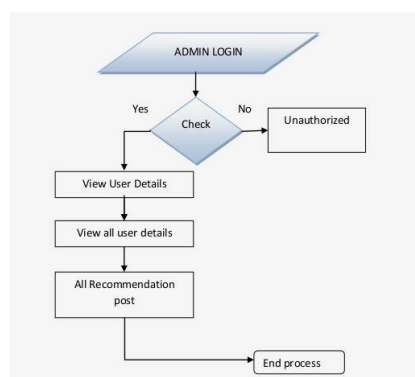 ADMIN LOGIN
Yes
No
Check
Unauthorized
View User Details
View all user details
All Recommendation
post
End process